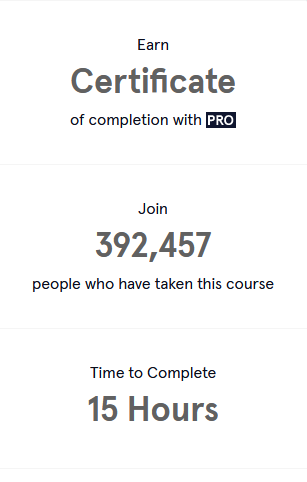 Earn
Certificate
of completion with PRO
Join
392,457
people who have taken this course
Time to Complete
15 Hours